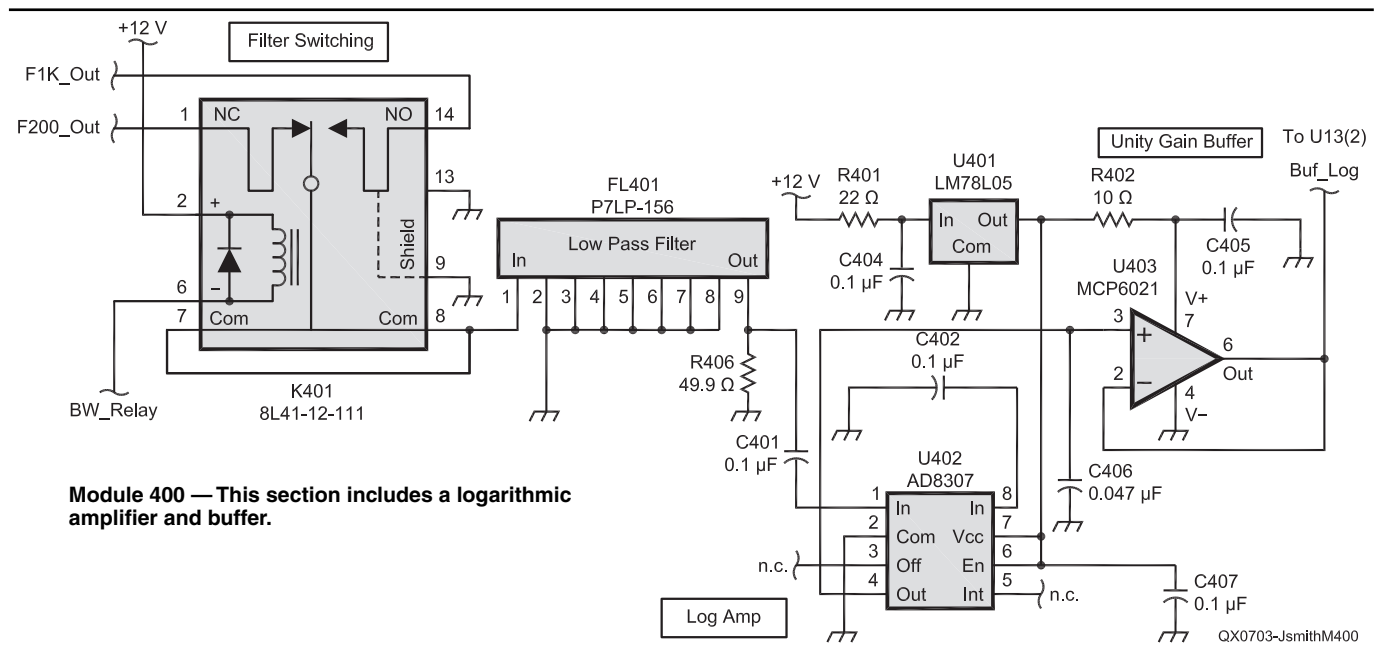 +12 V
Filter Switching
F1K_Out
F200_Out
1
NC
NO
14
13
2
+
Shield
9
6
−
7
Com
Com
8
K401
8L41-12-111
BW_Relay
FL401
P7LP-156
Low Pass Filter
In
Out
1
2
3
4
5
6
7
8
9
R406
49.9 Ω
C401
0.1 µF
+12 V
R401
22 Ω
C404
0.1 µF
U401
LM78L05
In
Out
Com
Unity Gain Buffer
To U13(2)
Buf_Log
R402
10 Ω
C405
0.1 µF
U403
MCP6021
V+
7
3
+
2
−
6
Out
4
V−
C402
0.1 µF
C406
0.047 µF
U402
AD8307
1
In
In
8
2
Com
Vcc
7
3
Off
En
6
4
Out
Int
5
n.c.
n.c.
C407
0.1 µF
Log Amp
Module 400 — This section includes a logarithmic
amplifier and buffer.
QX0703-JsmithM400